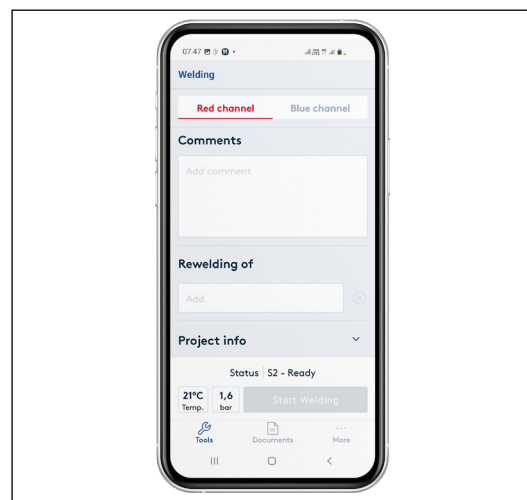 07.47
Welding
Red channel Blue channel
Comments
Add comment
Rewelding of
Add
Project info
Status S2 - Ready
21°C 1,6 Start Welding
Temp. bar
Tools Documents More